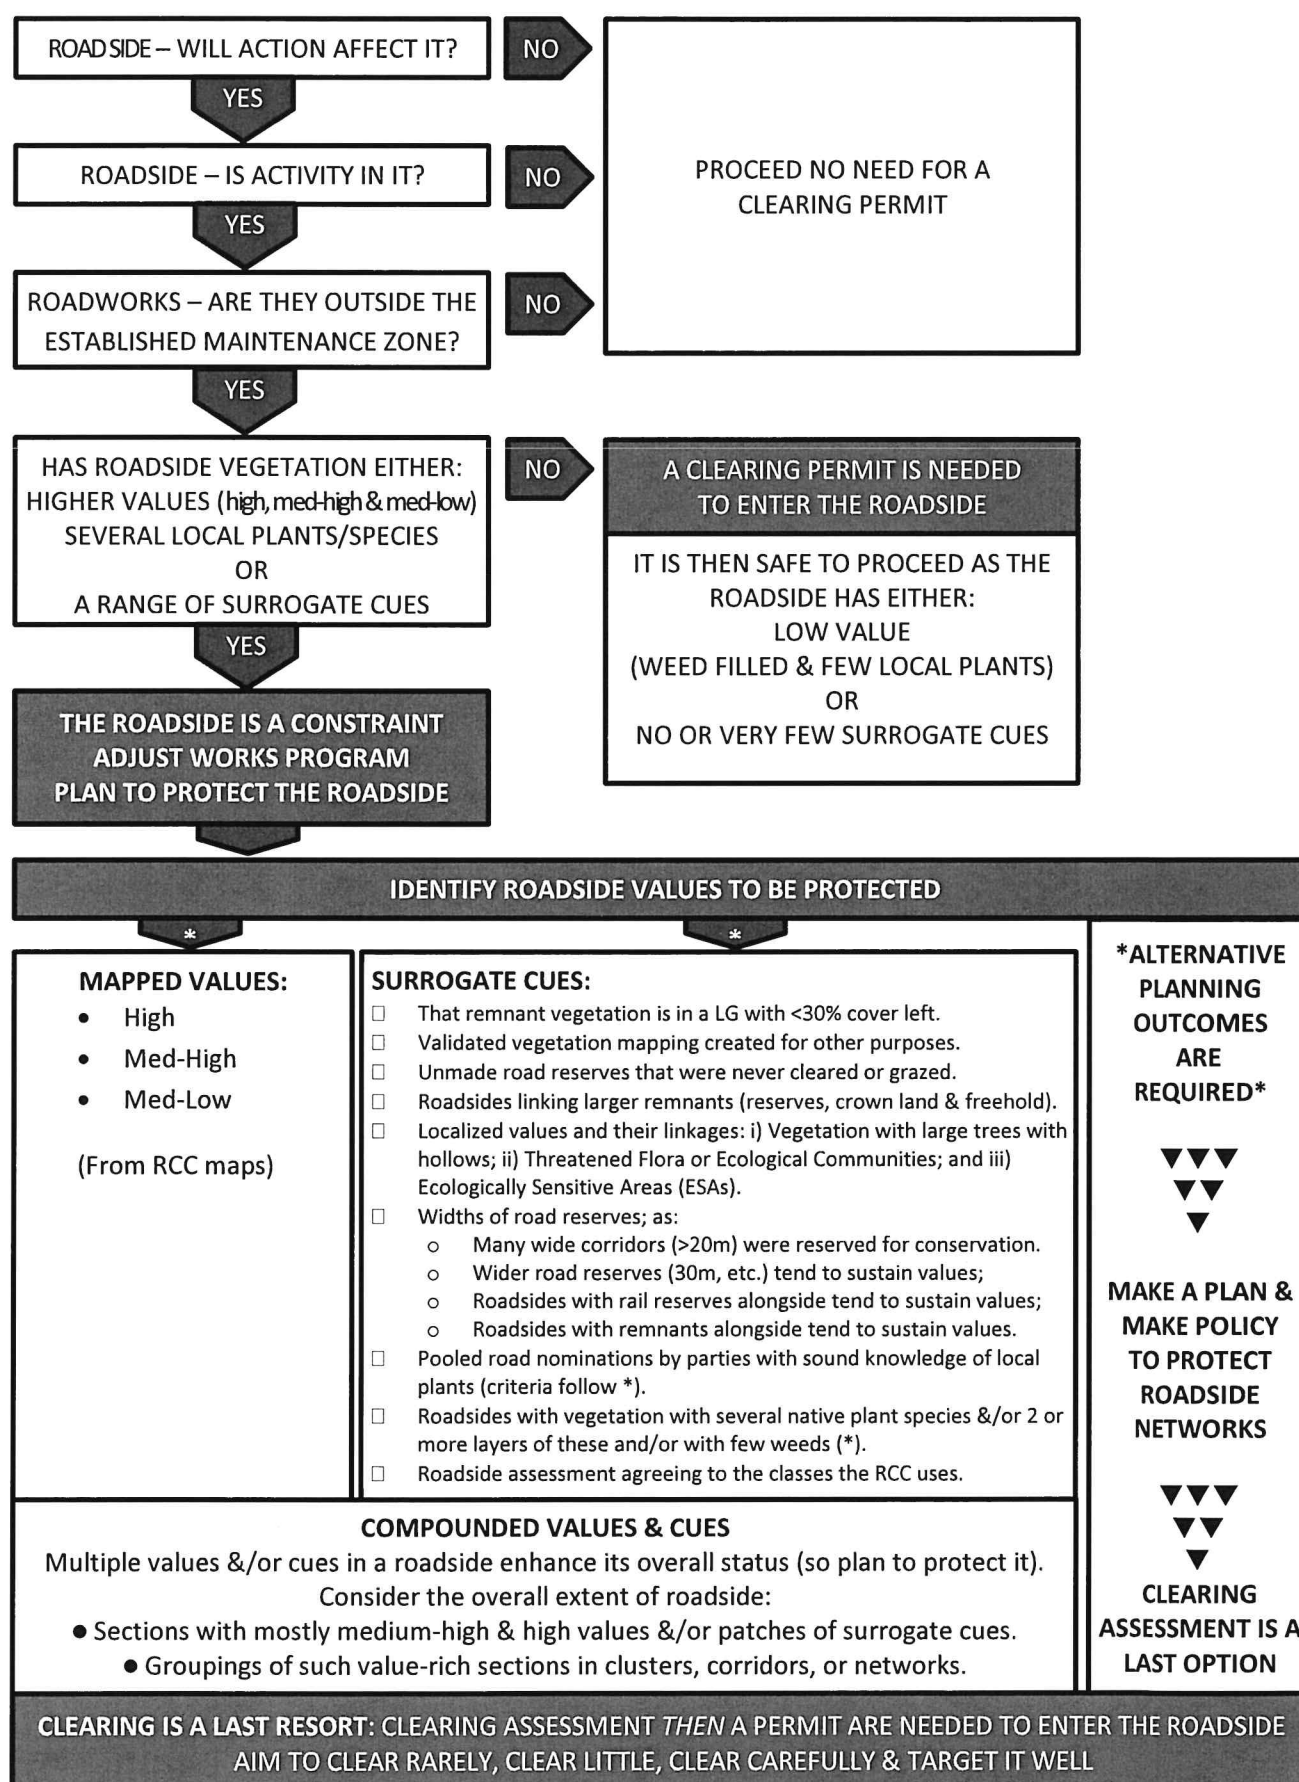 ROADSIDE – WILL ACTION AFFECT IT?
NO
YES
ROADSIDE – IS ACTIVITY IN IT?
NO
PROCEED NO NEED FOR A
CLEARING PERMIT
YES
ROADWORKS – ARE THEY OUTSIDE THE
ESTABLISHED MAINTENANCE ZONE?
NO
YES
HAS ROADSIDE VEGETATION EITHER:
HIGHER VALUES (high, med-high & med-low)
SEVERAL LOCAL PLANTS/SPECIES
OR
A RANGE OF SURROGATE CUES
NO
A CLEARING PERMIT IS NEEDED
TO ENTER THE ROADSIDE
IT IS THEN SAFE TO PROCEED AS THE
ROADSIDE HAS EITHER:
LOW VALUE
(WEED FILLED & FEW LOCAL PLANTS)
OR
NO OR VERY FEW SURROGATE CUES
YES
THE ROADSIDE IS A CONSTRAINT
ADJUST WORKS PROGRAM
PLAN TO PROTECT THE ROADSIDE
IDENTIFY ROADSIDE VALUES TO BE PROTECTED
*
*
MAPPED VALUES:
• High
• Med-High
• Med-Low
(From RCC maps)
SURROGATE CUES:
☐ That remnant vegetation is in a LG with <30% cover left.
☐ Validated vegetation mapping created for other purposes.
☐ Unmade road reserves that were never cleared or grazed.
☐ Roadsides linking larger remnants (reserves, crown land & freehold).
☐ Localized values and their linkages: i) Vegetation with large trees with
hollows; ii) Threatened Flora or Ecological Communities; and iii)
Ecologically Sensitive Areas (ESAs).
☐ Widths of road reserves; as:
o Many wide corridors (>20m) were reserved for conservation.
o Wider road reserves (30m, etc.) tend to sustain values;
o Roadsides with rail reserves alongside tend to sustain values;
o Roadsides with remnants alongside tend to sustain values.
☐ Pooled road nominations by parties with sound knowledge of local
plants (criteria follow *).
☐ Roadsides with vegetation with several native plant species &/or 2 or
more layers of these and/or with few weeds (*).
☐ Roadside assessment agreeing to the classes the RCC uses.
*ALTERNATIVE
PLANNING
OUTCOMES
ARE
REQUIRED*
MAKE A PLAN &
MAKE POLICY
TO PROTECT
ROADSIDE
NETWORKS
CLEARING
ASSESSMENT IS A
LAST OPTION
COMPOUNDED VALUES & CUES
Multiple values &/or cues in a roadside enhance its overall status (so plan to protect it).
Consider the overall extent of roadside:
● Sections with mostly medium-high & high values &/or patches of surrogate cues.
● Groupings of such value-rich sections in clusters, corridors, or networks.
CLEARING IS A LAST RESORT: CLEARING ASSESSMENT THEN A PERMIT ARE NEEDED TO ENTER THE ROADSIDE
AIM TO CLEAR RARELY, CLEAR LITTLE, CLEAR CAREFULLY & TARGET IT WELL